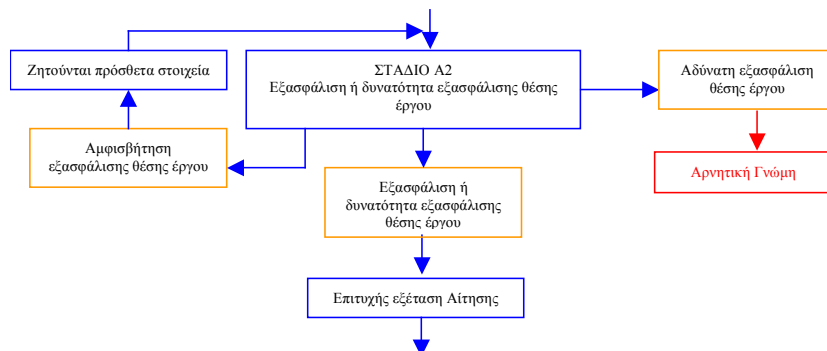 Ζητούνται πρόσθετα στοιχεία
ΣΤΑΔΙΟ Α2
Εξασφάλιση ή δυνατότητα εξασφάλισης θέσης
έργου
Αδύνατη εξασφάλιση
θέσης έργου
Αμφισβήτηση
εξασφάλισης θέσης έργου
Εξασφάλιση ή
δυνατότητα εξασφάλισης
θέσης έργου
Αρνητική Γνώμη
Επιτυχής εξέταση Αίτησης